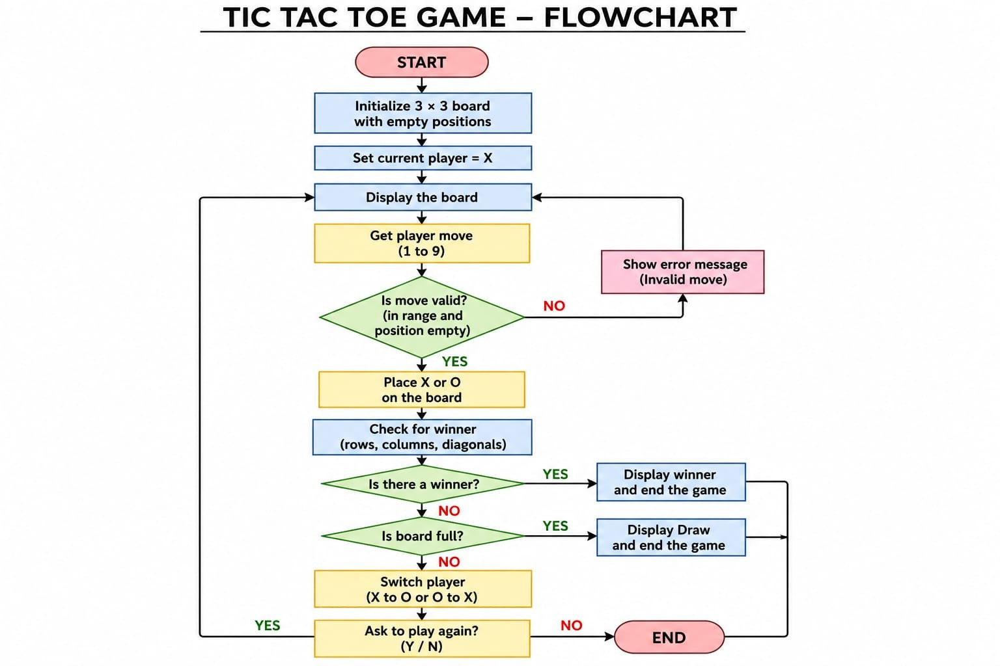 TIC TAC TOE GAME – FLOWCHART
START
Initialize 3 × 3 board
with empty positions
Set current player = X
Display the board
Get player move
(1 to 9)
Show error message
(Invalid move)
Is move valid?
(in range and
position empty)
NO
YES
Place X or O
on the board
Check for winner
(rows, columns, diagonals)
Is there a winner?
YES
Display winner
and end the game
NO
Is board full?
YES
Display Draw
and end the game
NO
Switch player
(X to O or O to X)
YES
Ask to play again?
(Y / N)
NO
END